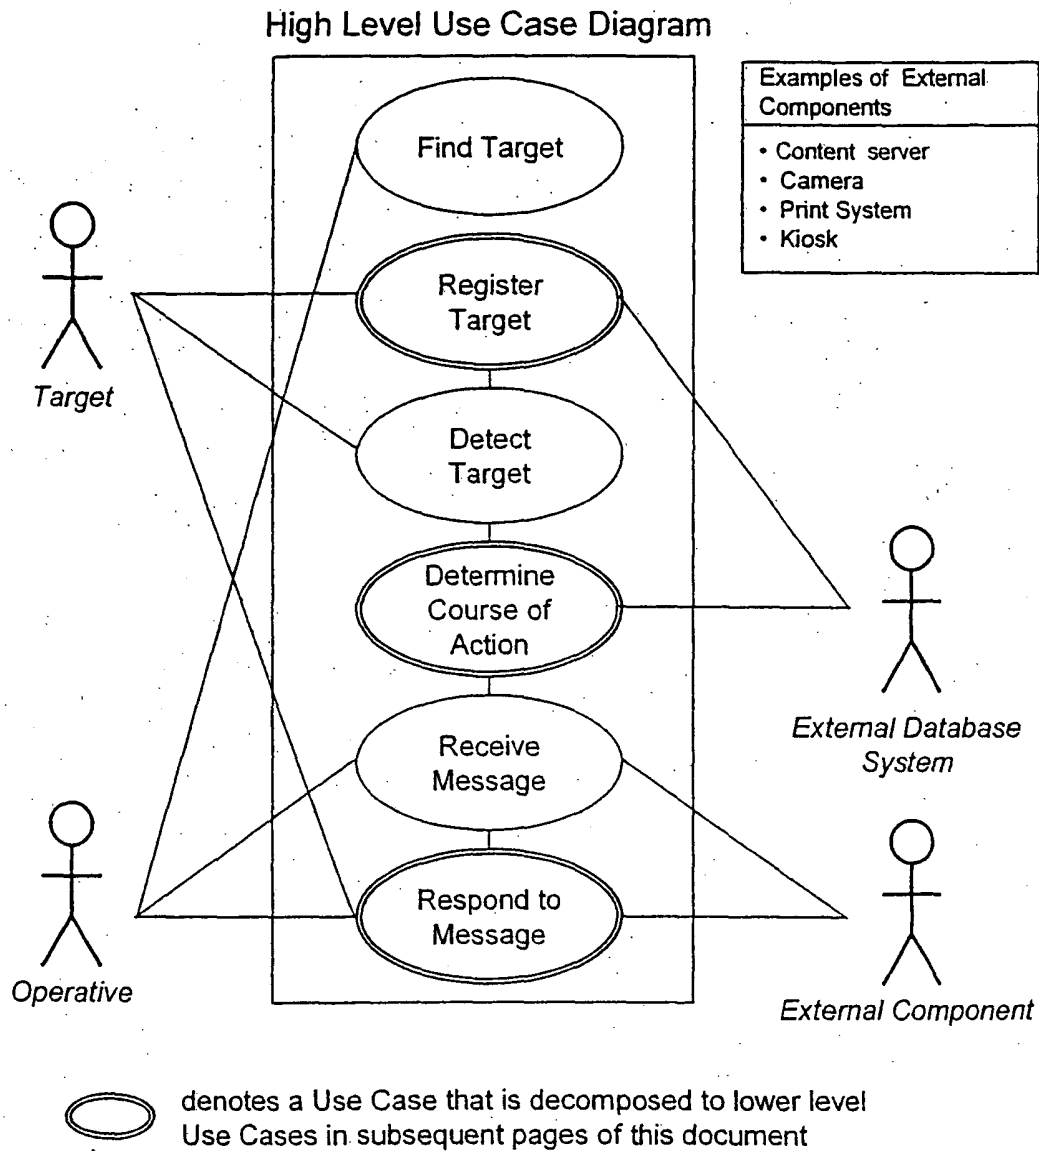 High Level Use Case Diagram
Examples of External
Components
• Content server
• Camera
• Print System
• Kiosk
Find Target
Register
Target
Target
Detect
Target
Determine
Course of
Action
External Database
System
Receive
Message
Respond to
Message
Operative
External Component
denotes a Use Case that is decomposed to lower level
Use Cases in subsequent pages of this document